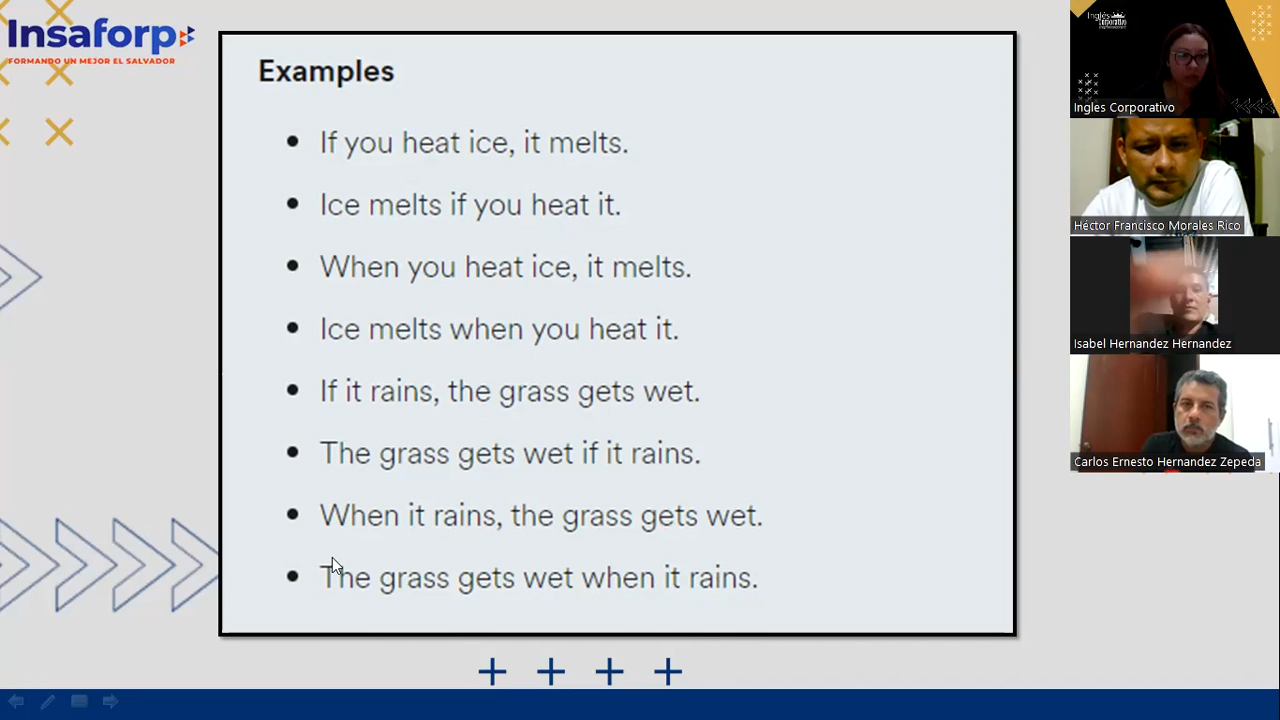 Insaforp
FORMANDO UN MEJOR EL SALVADOR
Examples
If you heat ice, it melts.
Ice melts if you heat it.
When you heat ice, it melts.
Ice melts when you heat it.
If it rains, the grass gets wet.
The grass gets wet if it rains.
When it rains, the grass gets wet.
The grass gets wet when it rains.
Inglés
Corporativo
Ingles Corporativo
Héctor Francisco Morales Rico
Isabel Hernandez Hernandez
Carlos Ernesto Hernandez Zepeda